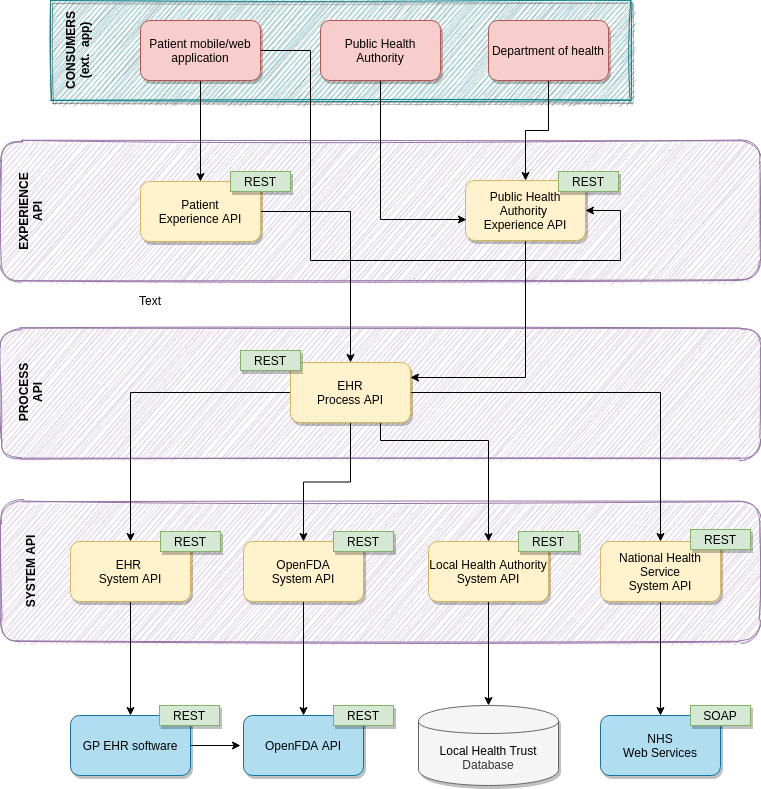 CONSUMERS
(ext. app)
Patient mobile/web
application
Public Health
Authority
Department of health
EXPERIENCE
API
REST
Patient
Experience API
REST
Public Health
Authority
Experience API
Text
PROCESS
API
REST
EHR
Process API
SYSTEM API
REST
EHR
System API
REST
OpenFDA
System API
REST
Local Health Authority
System API
REST
National Health
Service
System API
REST
GP EHR software
REST
OpenFDA API
Local Health Trust
Database
SOAP
NHS
Web Services